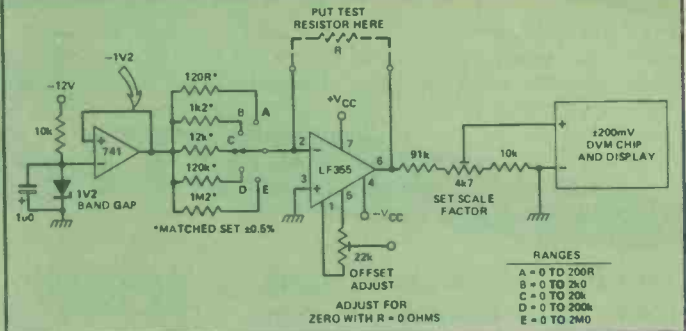 PUT TEST
RESISTOR HERE
R
-1V2
-12V
10k
741
1u0
+
1V2
BAND GAP
120R*
1k2*
12k*
120k*
1M2*
A
B
C
D
E
*MATCHED SET ±0.5%
+VCC
2
7
LF355
6
3
4
5
1
-VCC
22k
OFFSET
ADJUST
ADJUST FOR
ZERO WITH R = 0 OHMS
91k
4k7
10k
SET SCALE
FACTOR
+
-
±200mV
DVM CHIP
AND DISPLAY
RANGES
A = 0 TO 200R
B = 0 TO 2k0
C = 0 TO 20k
D = 0 TO 200k
E = 0 TO 2M0